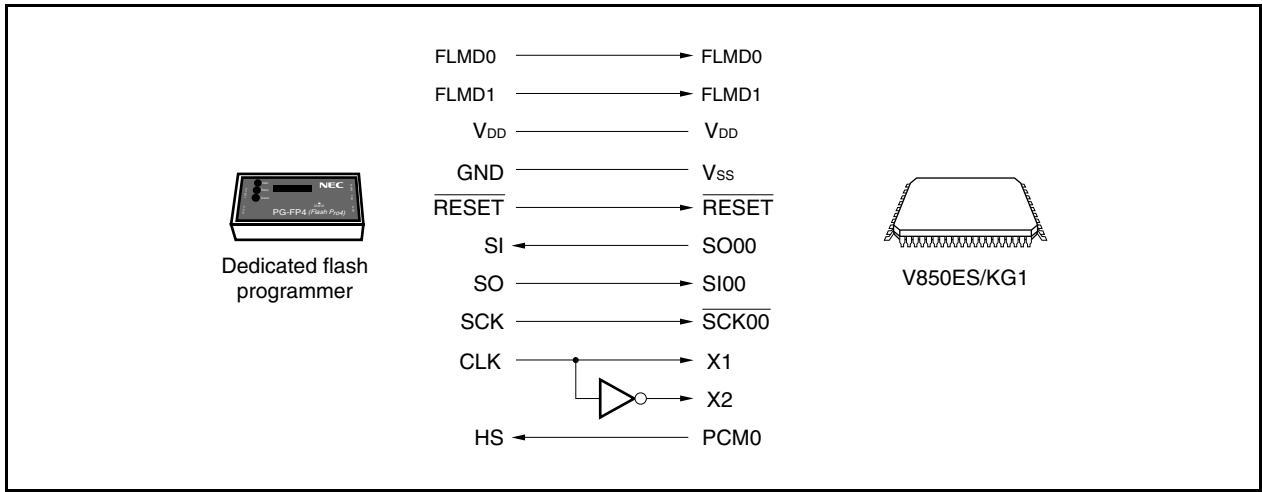 FLMD0 FLMD0
FLMD1 FLMD1
VDD VDD
GND VSS
RESET RESET
SI SO00
SO SI00
SCK SCK00
CLK X1
X2
HS PCM0
NEC
PG-FP4 (Flash Pro4)
Dedicated flash
programmer
V850ES/KG1